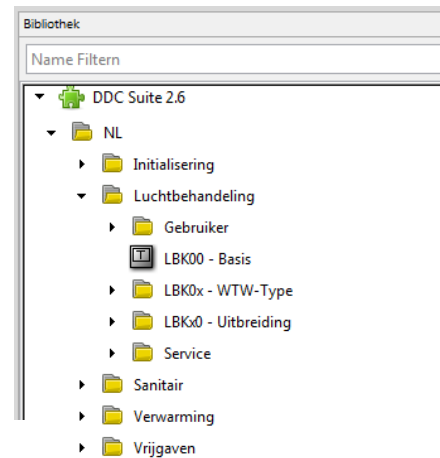 Bibliothek
Name Filtern
DDC Suite 2.6
NL
Initialisering
Luchtbehandeling
Gebruiker
T LBK00 - Basis
LBK0x - WTW-Type
LBKx0 - Uitbreiding
Service
Sanitair
Verwarming
Vrijgaven